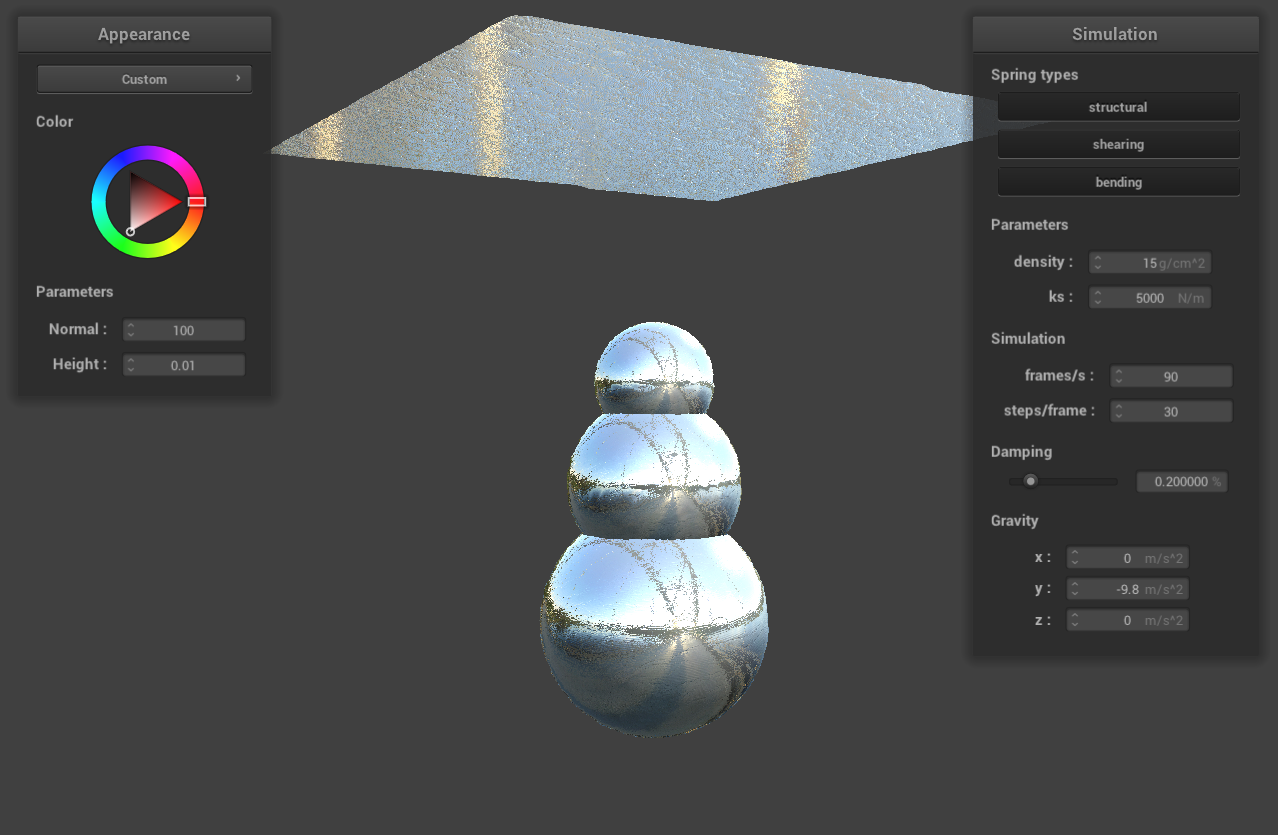 Appearance
Custom
Color
Parameters
Normal : 100
Height : 0.01
Simulation
Spring types
structural
shearing
bending
Parameters
density : 15 g/cm^2
ks : 5000 N/m
Simulation
frames/s : 90
steps/frame : 30
Damping
0.200000 %
Gravity
x : 0 m/s^2
y : -9.8 m/s^2
z : 0 m/s^2